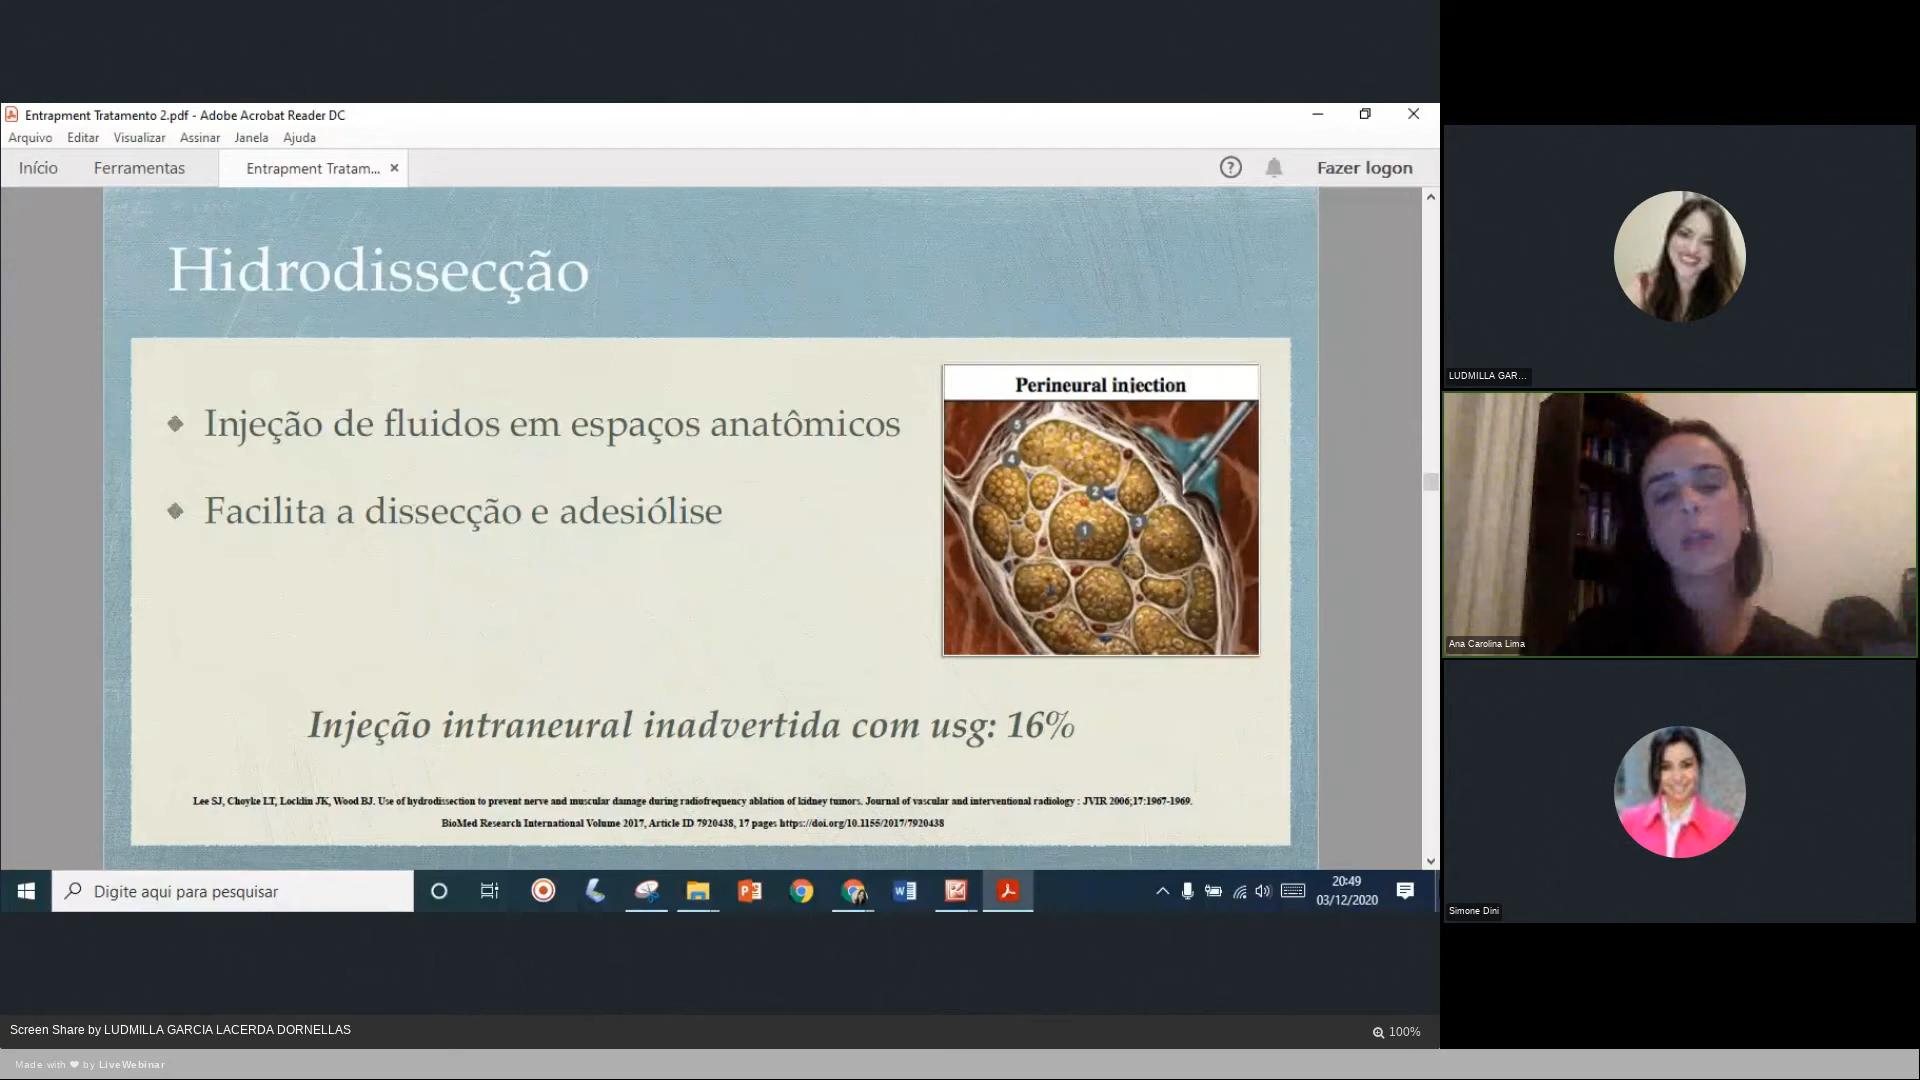 Entrapment Tratamento 2.pdf - Adobe Acrobat Reader DC
Arquivo Editar Visualizar Assinar Janela Ajuda
Início Ferramentas Entrapment Tratam... Fazer logon
Hidrodissecção
Injeção de fluidos em espaços anatômicos
Facilita a dissecção e adesiólise
Perineural injection
5
4
2
3
1
Injeção intraneural inadvertida com usg: 16%
Lee SJ, Choyke LT, Locklin JK, Wood BJ. Use of hydrodissection to prevent nerve and muscular damage during radiofrequency ablation of kidney tumors. Journal of vascular and interventional radiology : JVIR 2006;17:1967-1969.
BioMed Research International Volume 2017, Article ID 7920438, 17 pages https://doi.org/10.1155/2017/7920438
Digite aqui para pesquisar
20:49
03/12/2020
LUDMILLA GAR...
Ana Carolina Lima
Simone Dini
Screen Share by LUDMILLA GARCIA LACERDA DORNELLAS
100%
Made with ❤ by LiveWebinar